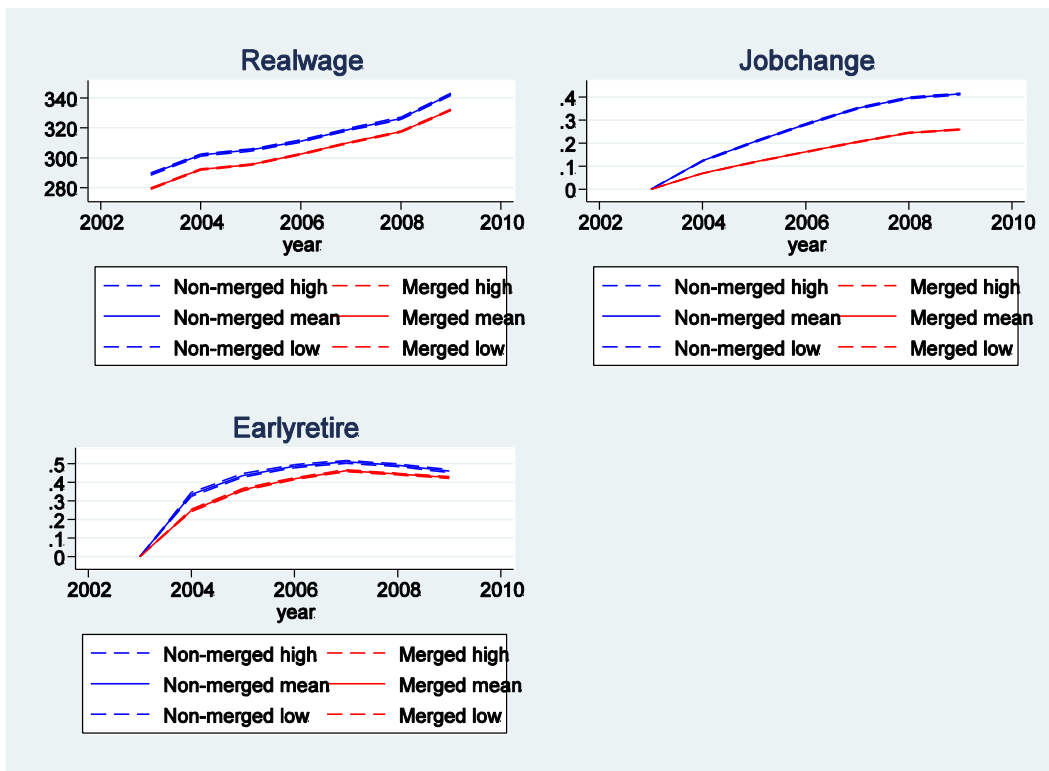 Realwage
340
320
300
280
2002 2004 2006 2008 2010
year
Non-merged high Merged high
Non-merged mean Merged mean
Non-merged low Merged low
Jobchange
.4
.3
.2
.1
0
2002 2004 2006 2008 2010
year
Non-merged high Merged high
Non-merged mean Merged mean
Non-merged low Merged low
Earlyretire
.5
.4
.3
.2
.1
0
2002 2004 2006 2008 2010
year
Non-merged high Merged high
Non-merged mean Merged mean
Non-merged low Merged low